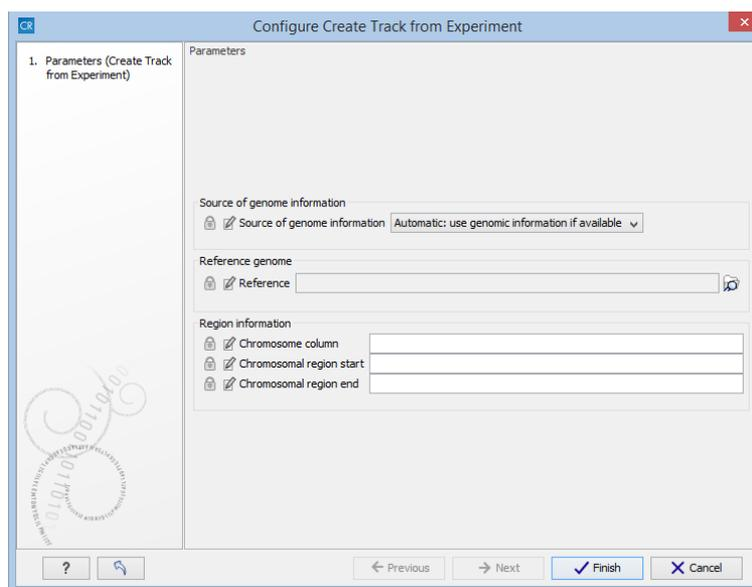 CR
Configure Create Track from Experiment
1. Parameters (Create Track
from Experiment)
Parameters
Source of genome information
Source of genome information Automatic: use genomic information if available
Reference genome
Reference
Region information
Chromosome column
Chromosomal region start
Chromosomal region end
? Previous Next Finish Cancel